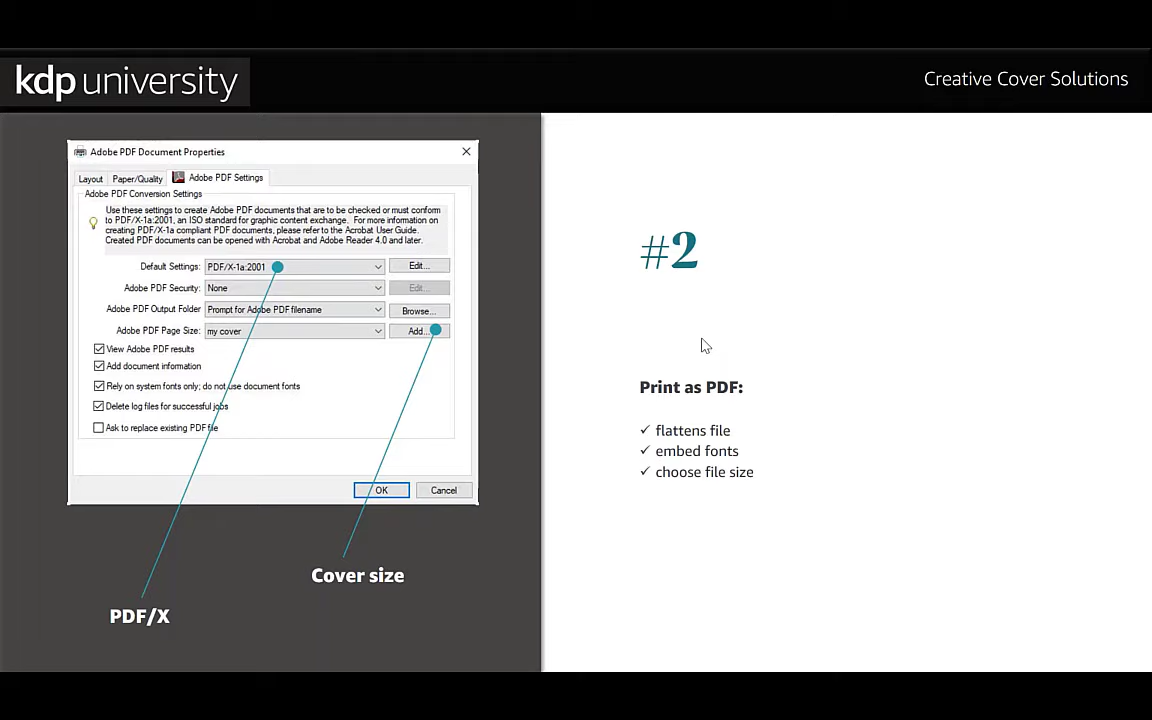 kdp university
Creative Cover Solutions
Adobe PDF Document Properties
Layout Paper/Quality Adobe PDF Settings
Adobe PDF Conversion Settings
Use these settings to create Adobe PDF documents that are to be checked or must conform
to PDF/X-1a:2001, an ISO standard for graphic content exchange. For more information on
creating PDF/X-1a compliant PDF documents, please refer to the Acrobat User Guide.
Created PDF documents can be opened with Acrobat and Adobe Reader 4.0 and later.
Default Settings: PDF/X-1a:2001 Edit...
Adobe PDF Security: None Edit...
Adobe PDF Output Folder Prompt for Adobe PDF filename Browse...
Adobe PDF Page Size: my cover Add...
View Adobe PDF results
Add document information
Rely on system fonts only; do not use document fonts
Delete log files for successful jobs
Ask to replace existing PDF file
OK Cancel
Cover size
PDF/X
#2
Print as PDF:
✓ flattens file
✓ embed fonts
✓ choose file size